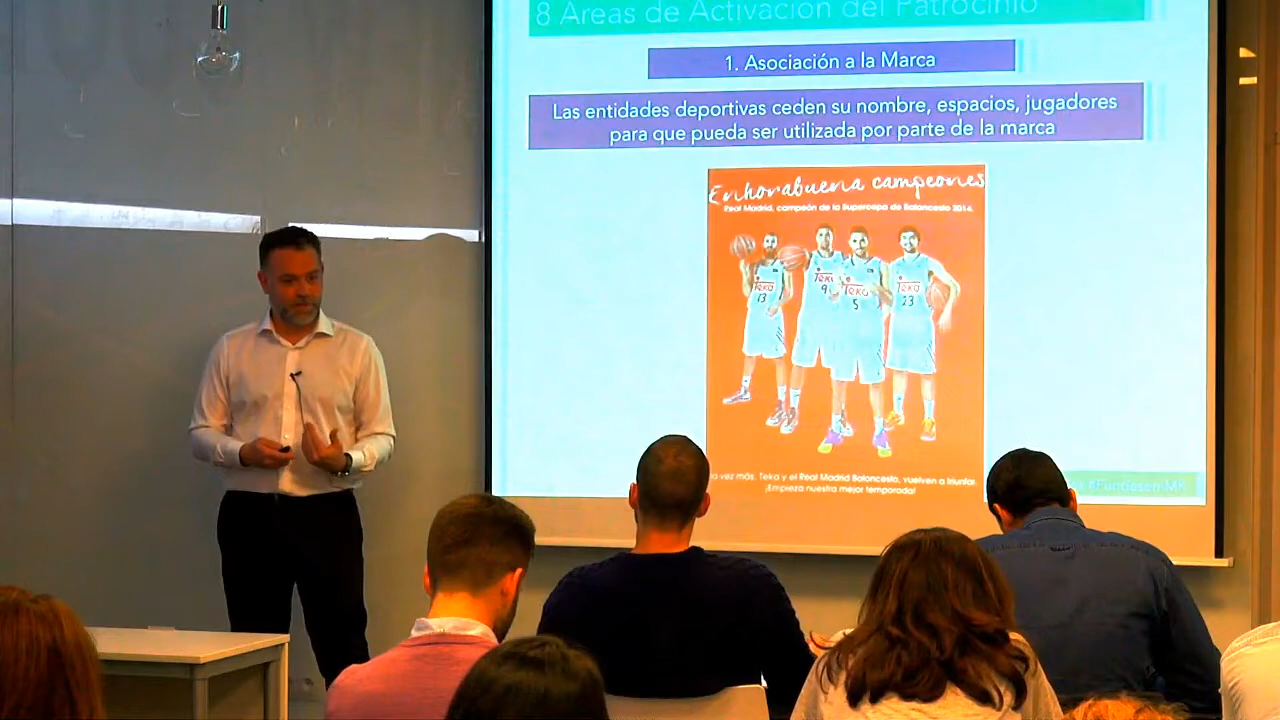 8 Areas de Activación del Patrocinio
1. Asociación a la Marca
Las entidades deportivas ceden su nombre, espacios, jugadores
para que pueda ser utilizada por parte de la marca
Enhorabuena campeones
Real Madrid, campeón de la Supercopa de Baloncesto 2014.
Teka
13
Teka
9
Teka
5
Teka
23
vez más, Teka y el Real Madrid Baloncesto, vuelven a triunfar.
¡Empieza nuestra mejor temporada!